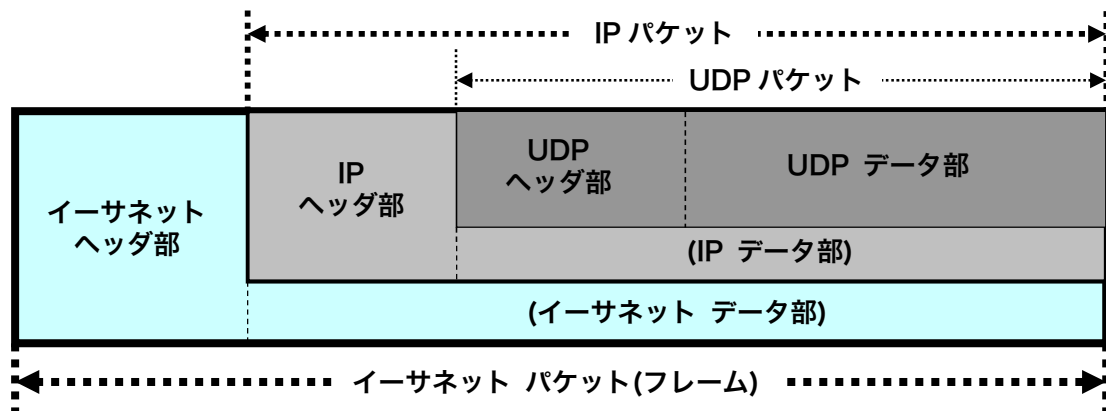 IP パケット
UDP パケット
イーサネット
ヘッダ部
IP
ヘッダ部
UDP
ヘッダ部
UDP データ部
(IP データ部)
(イーサネット データ部)
イーサネット パケット(フレーム)